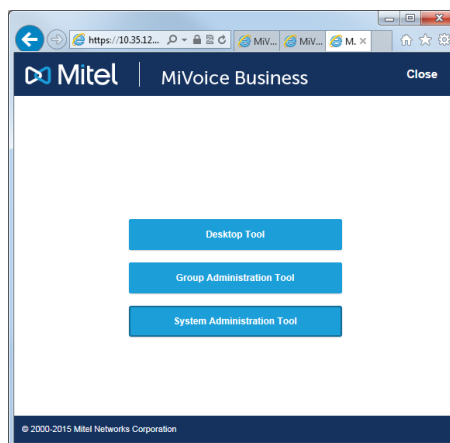 https://10.35.12...
MiV...
MiV...
M.
Mitel
MiVoice Business
Close
Desktop Tool
Group Administration Tool
System Administration Tool
© 2000-2015 Mitel Networks Corporation